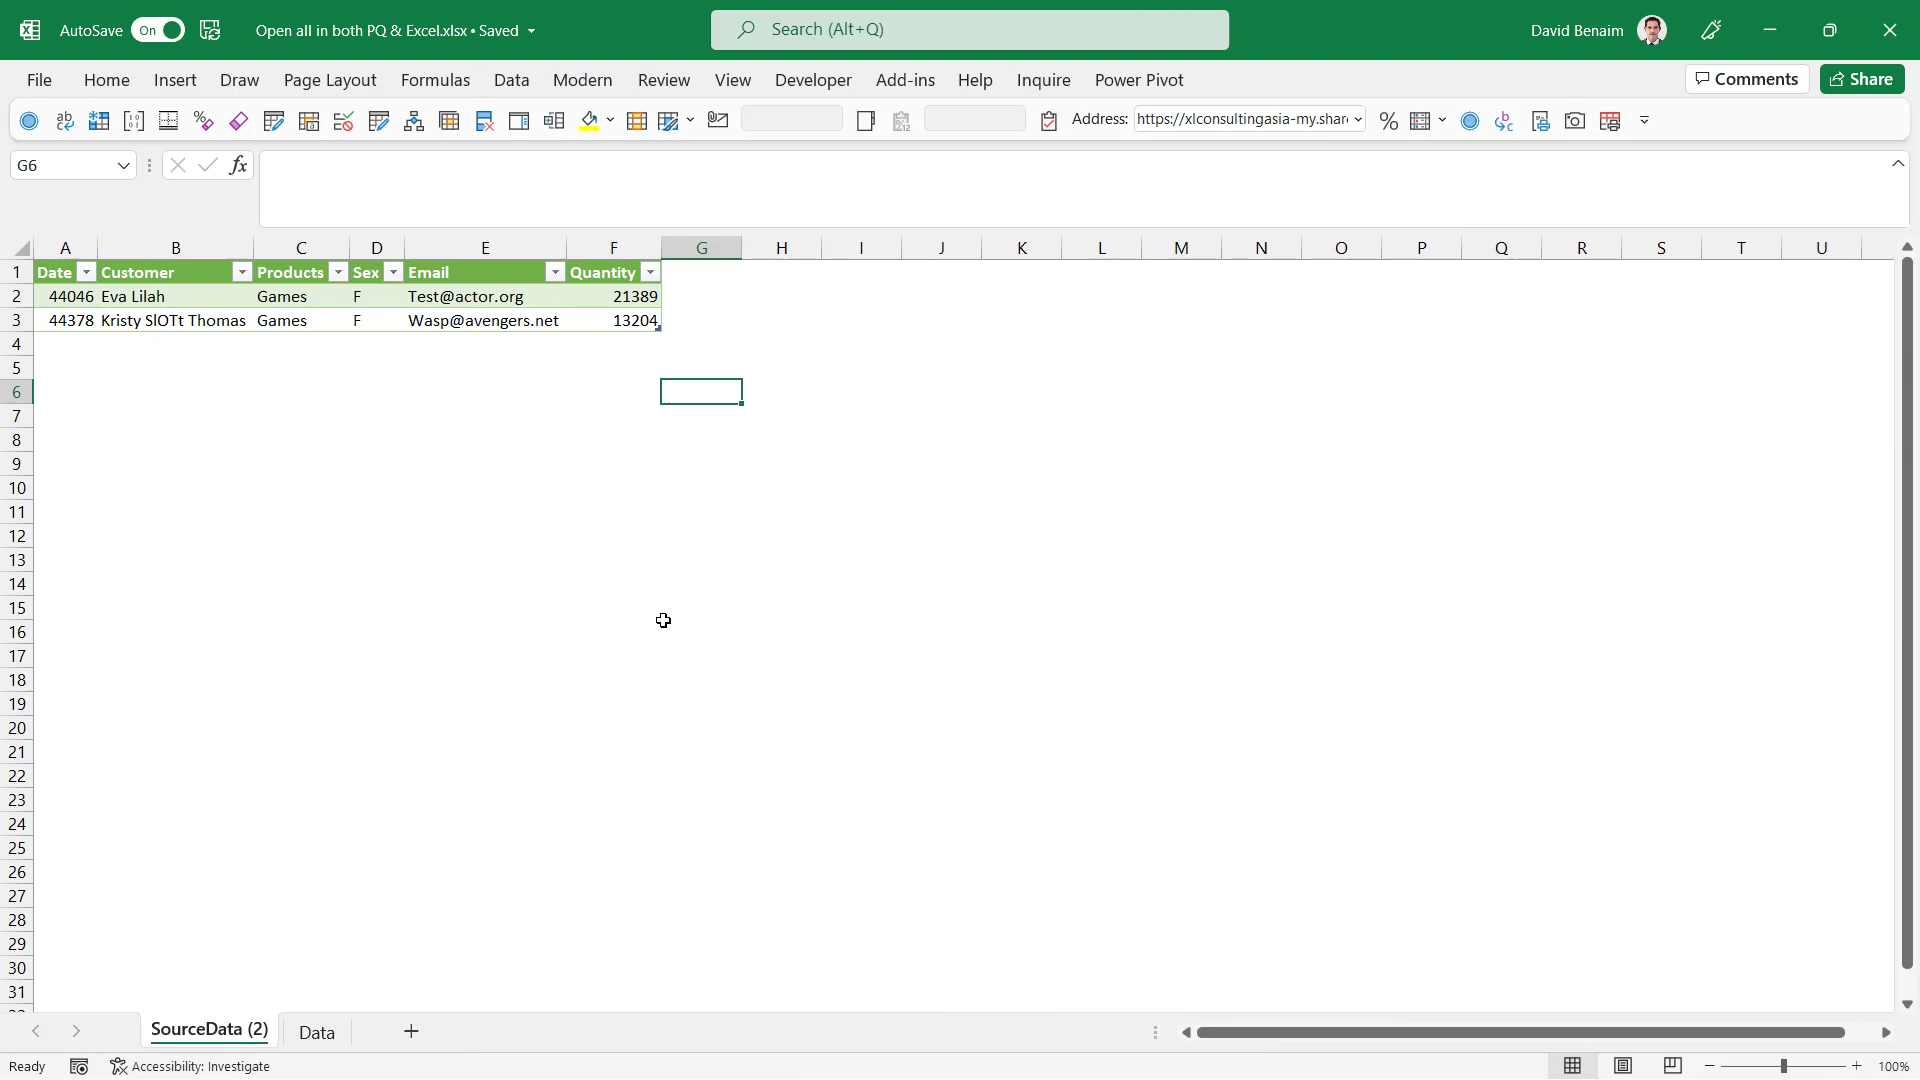 AutoSave On Open all in both PQ & Excel.xlsx • Saved Search (Alt+Q) David Benaim
File Home Insert Draw Page Layout Formulas Data Modern Review View Developer Add-ins Help Inquire Power Pivot Comments Share
Address: https://xlconsultingasia-my.shar
G6 fx
A B C D E F G H I J K L M N O P Q R S T U
1 Date Customer Products Sex Email Quantity
2 44046 Eva Lilah Games F Test@actor.org 21389
3 44378 Kristy SlOTt Thomas Games F Wasp@avengers.net 13204
4
5
6
7
8
9
10
11
12
13
14
15
16
17
18
19
20
21
22
23
24
25
26
27
28
29
30
31
SourceData (2) Data
Ready Accessibility: Investigate 100%